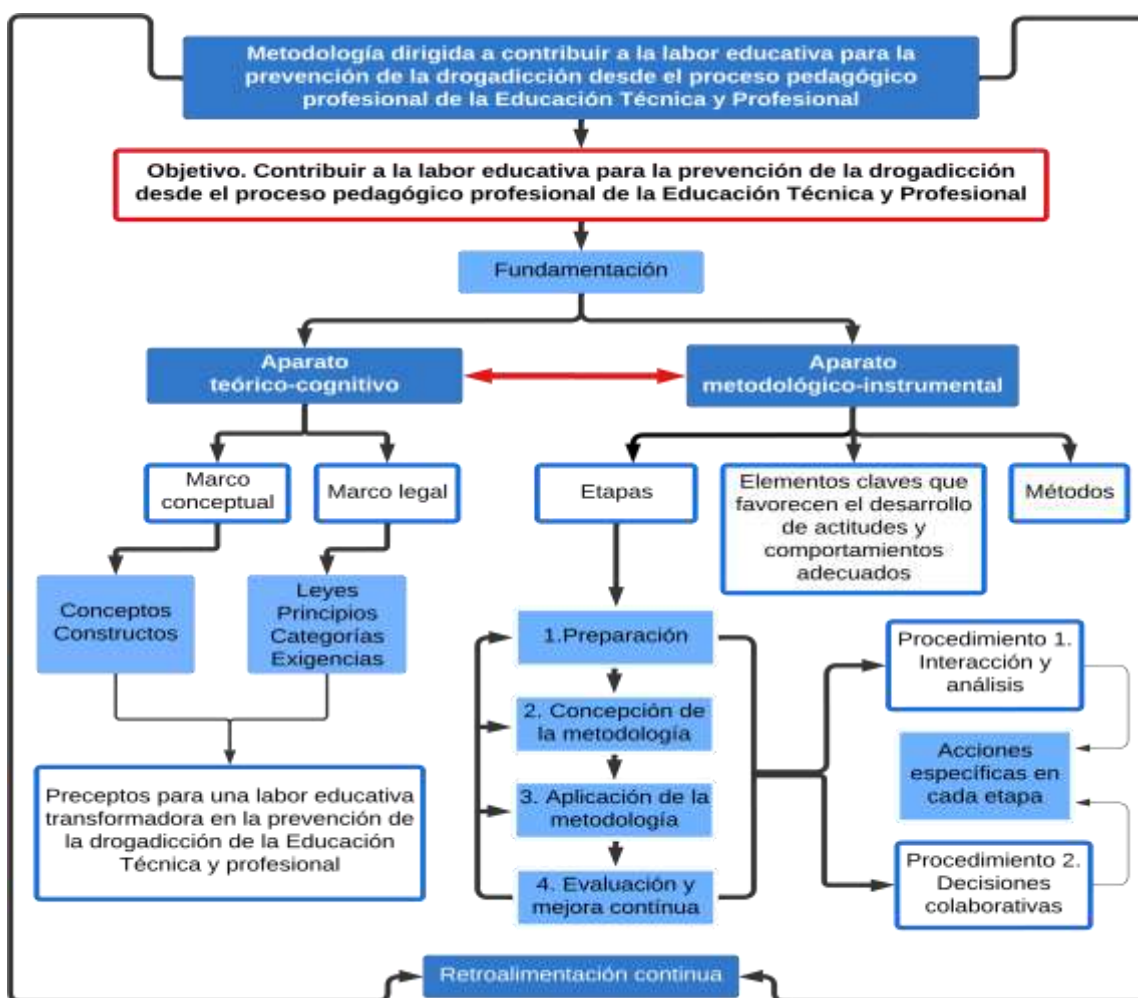 Metodología dirigida a contribuir a la labor educativa para la
prevención de la drogadicción desde el proceso pedagógico
profesional de la Educación Técnica y Profesional
Objetivo. Contribuir a la labor educativa para la prevención de la drogadicción
desde el proceso pedagógico profesional de la Educación Técnica y Profesional
Fundamentación
Aparato
teórico-cognitivo
Aparato
metodológico-instrumental
Marco
conceptual
Marco legal
Etapas
Elementos claves que
favorecen el desarrollo
de actitudes y
comportamientos
adecuados
Métodos
Conceptos
Constructos
Leyes
Principios
Categorías
Exigencias
1.Preparación
2. Concepción de
la metodología
3. Aplicación de la
metodología
4. Evaluación y
mejora contínua
Procedimiento 1.
Interacción y
análisis
Acciones
específicas en
cada etapa
Procedimiento 2.
Decisiones
colaborativas
Preceptos para una labor educativa
transformadora en la prevención de
la drogadicción de la Educación
Técnica y profesional
Retroalimentación continua